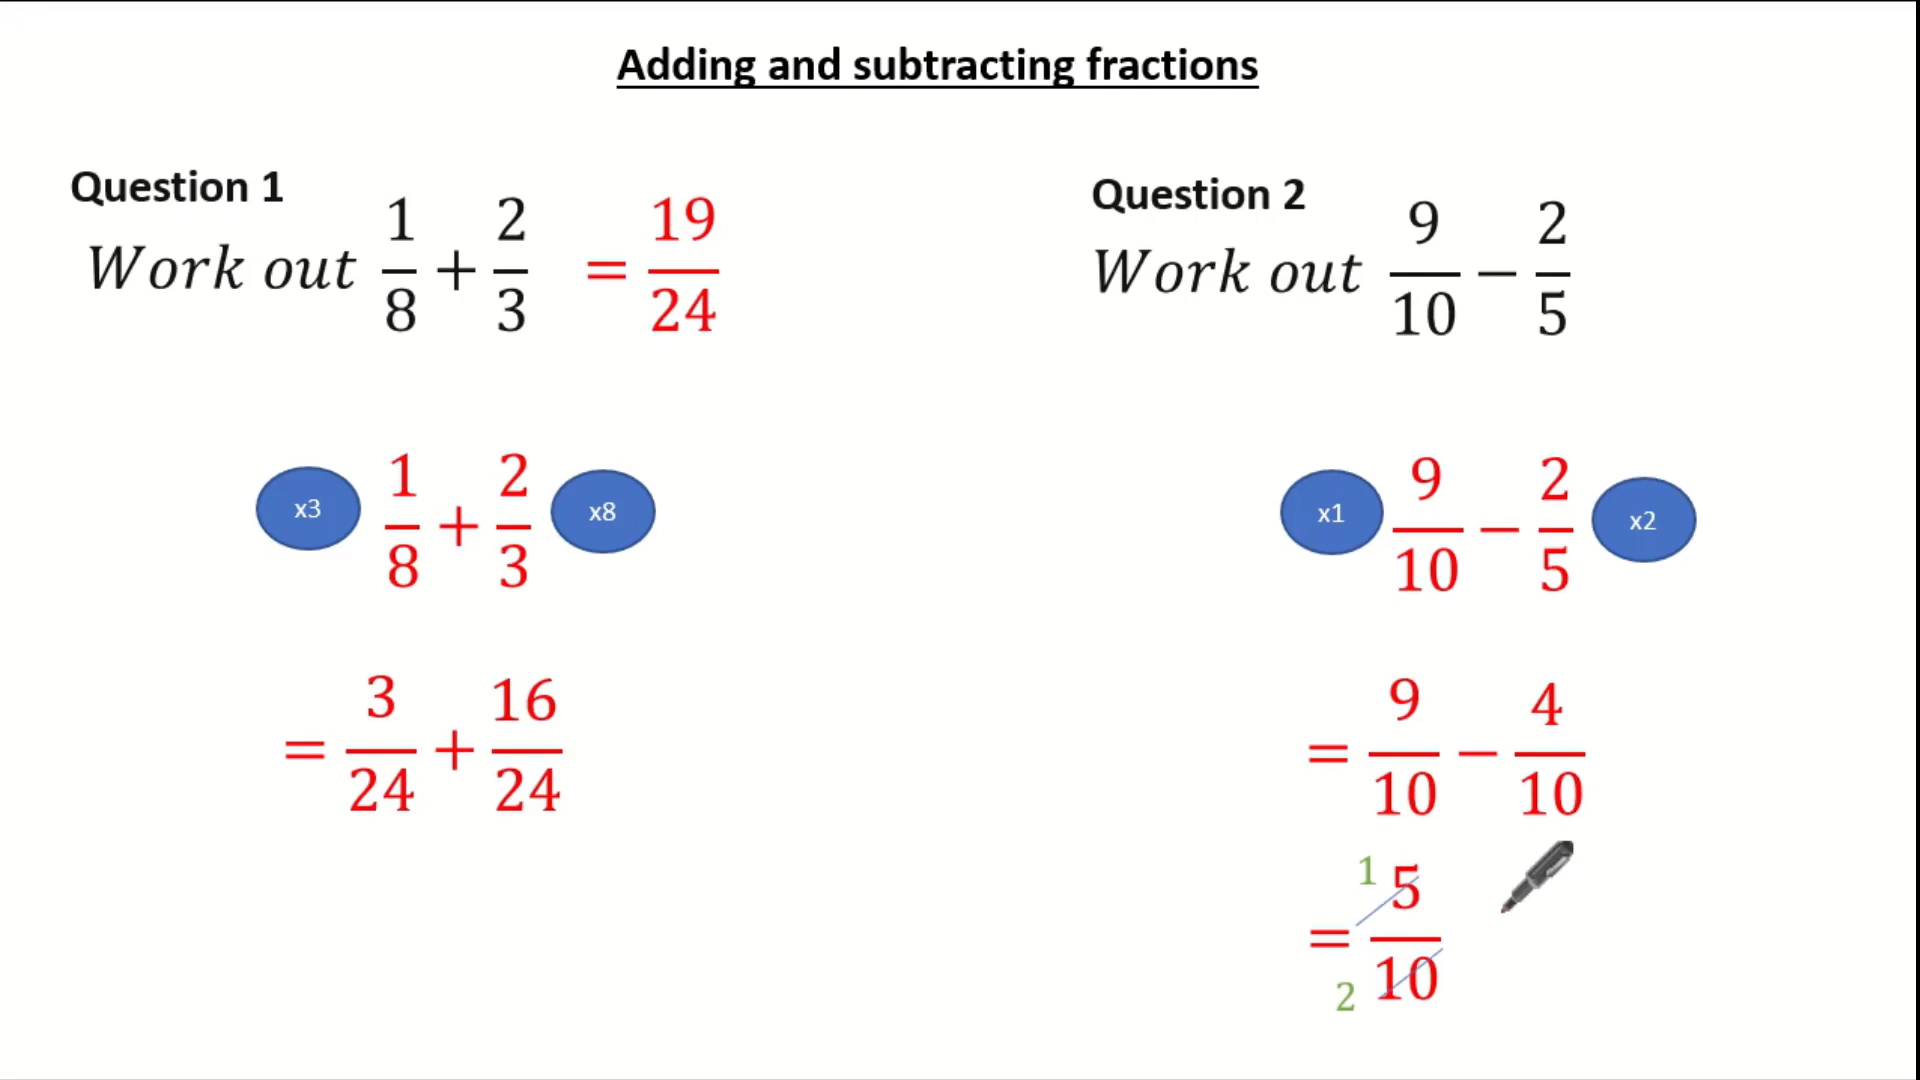 Adding and subtracting fractions
Question 1
Work out 1/8 + 2/3 = 19/24
x3 1/8 + 2/3 x8
= 3/24 + 16/24
Question 2
Work out 9/10 − 2/5
x1 9/10 − 2/5 x2
= 9/10 − 4/10
1 2
= 5/10